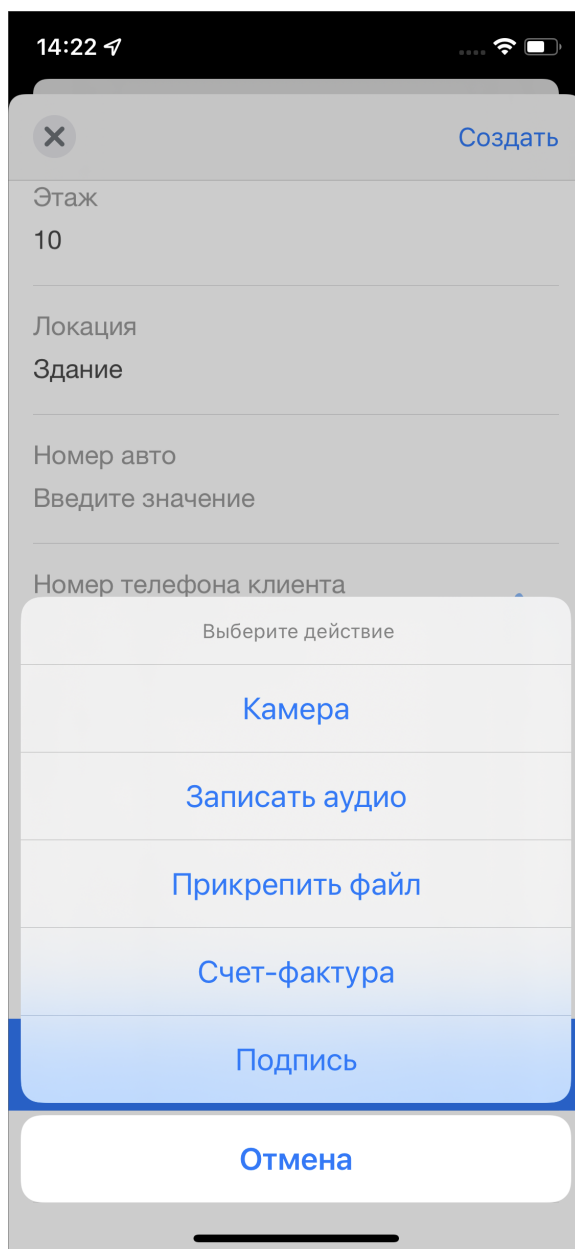 14:22
Создать
Этаж
10
Локация
Здание
Номер авто
Введите значение
Номер телефона клиента
Выберите действие
Камера
Записать аудио
Прикрепить файл
Счет-фактура
Подпись
Отмена